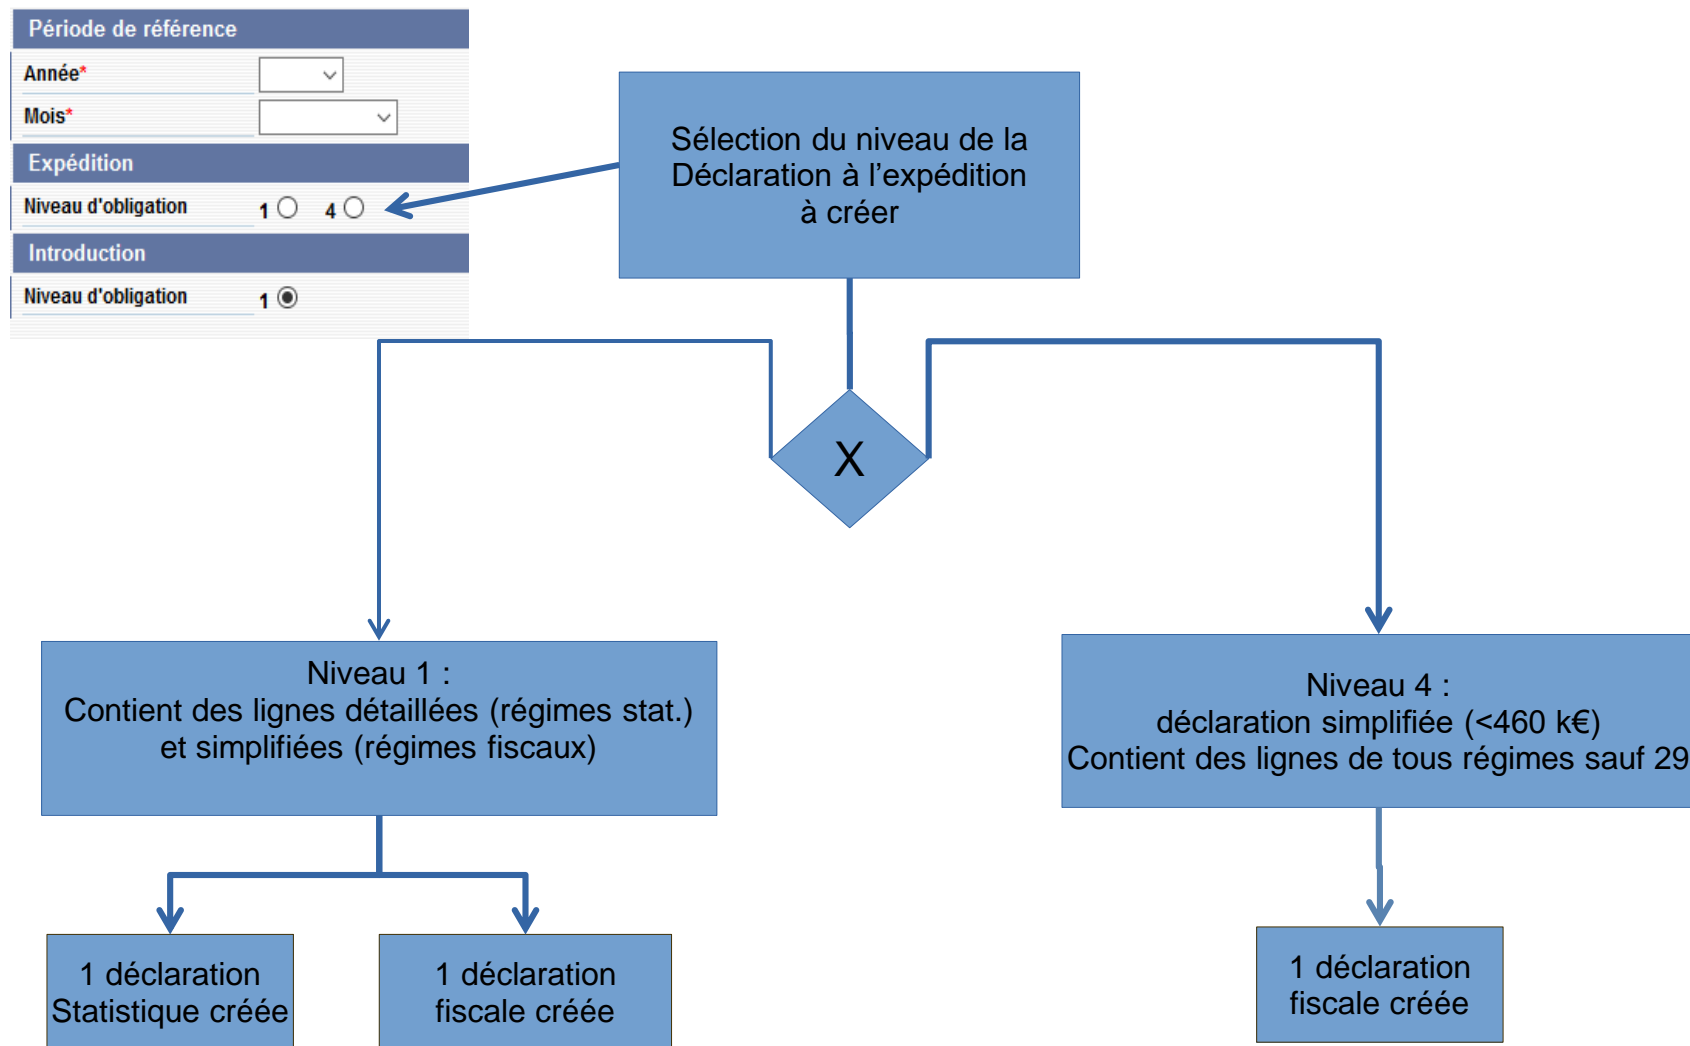 Période de référence
Année*
Mois*
Expédition
Niveau d'obligation 1 4
Introduction
Niveau d'obligation 1
Sélection du niveau de la
Déclaration à l’expédition
à créer
X
Niveau 1 :
Contient des lignes détaillées (régimes stat.)
et simplifiées (régimes fiscaux)
Niveau 4 :
déclaration simplifiée (<460 k€)
Contient des lignes de tous régimes sauf 29
1 déclaration
Statistique créée
1 déclaration
fiscale créée
1 déclaration
fiscale créée